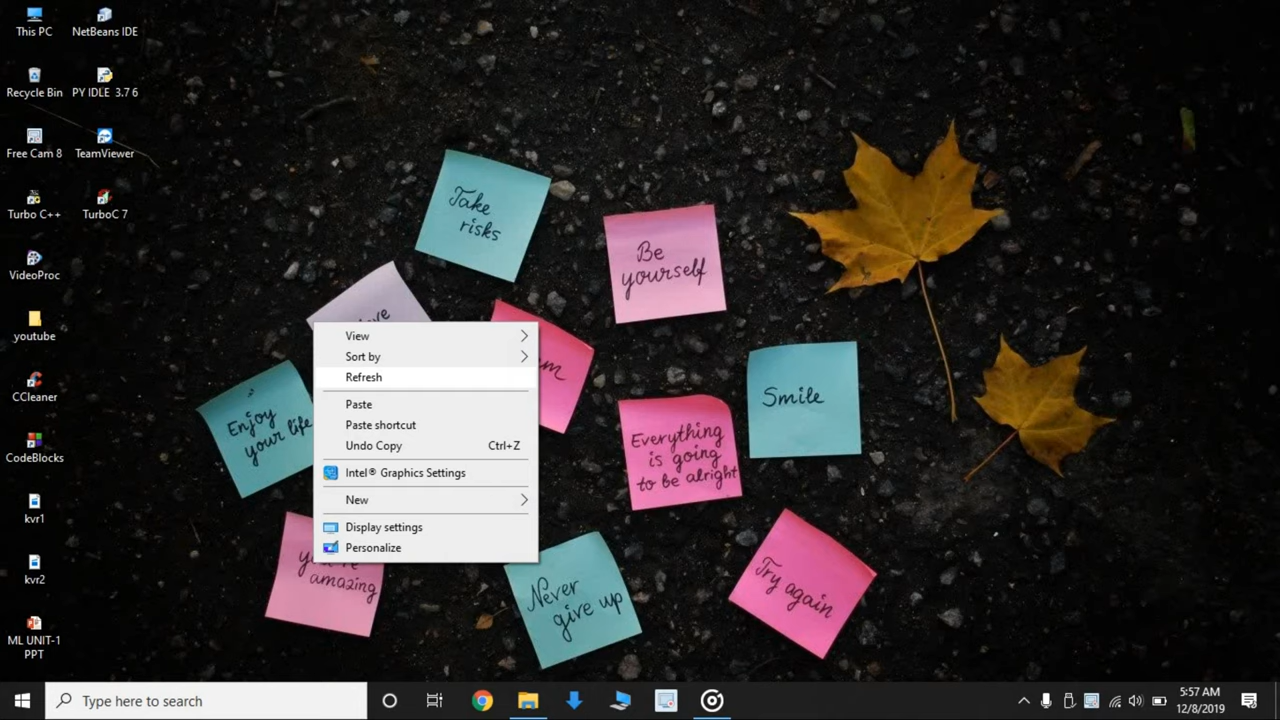 This PC
NetBeans IDE
Recycle Bin
PY IDLE 3.7 6
Free Cam 8
TeamViewer
Turbo C++
TurboC 7
VideoProc
youtube
CCleaner
CodeBlocks
kvr1
kvr2
ML UNIT-1
PPT
Take
risks
Be
yourself
Enjoy
your life
Smile
Everything
is going
to be alright
you're
amazing
Never
give up
Try again
View
Sort by
Refresh
Paste
Paste shortcut
Undo Copy Ctrl+Z
Intel® Graphics Settings
New
Display settings
Personalize
Type here to search
5:57 AM
12/8/2019